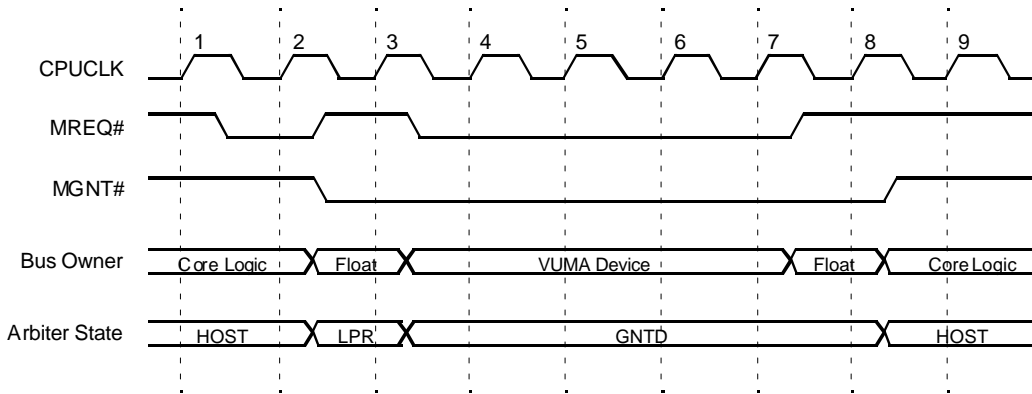 1 2 3 4 5 6 7 8 9
CPUCLK
MREQ#
MGNT#
Bus Owner Core Logic Float VUMA Device Float Core Logic
Arbiter State HOST LPR GNTD HOST